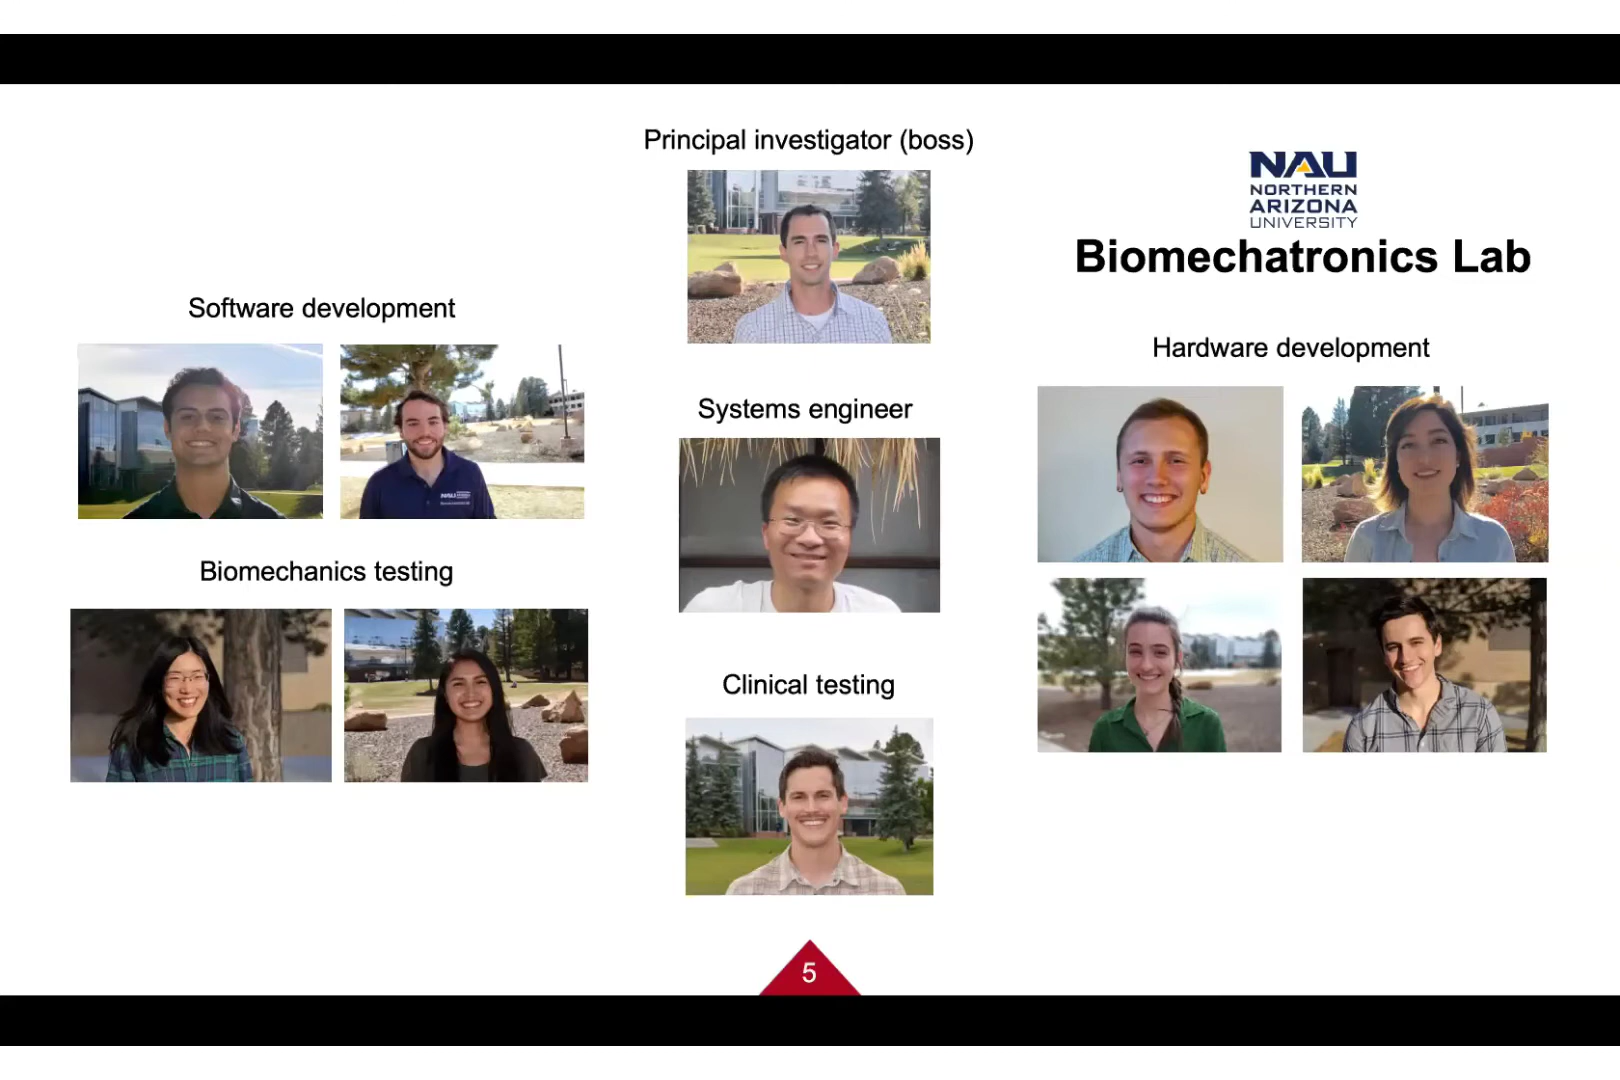 Principal investigator (boss)
NAU
NORTHERN
ARIZONA
UNIVERSITY
Biomechatronics Lab
Software development
Hardware development
Systems engineer
NAU
Biomechanics testing
Clinical testing
5